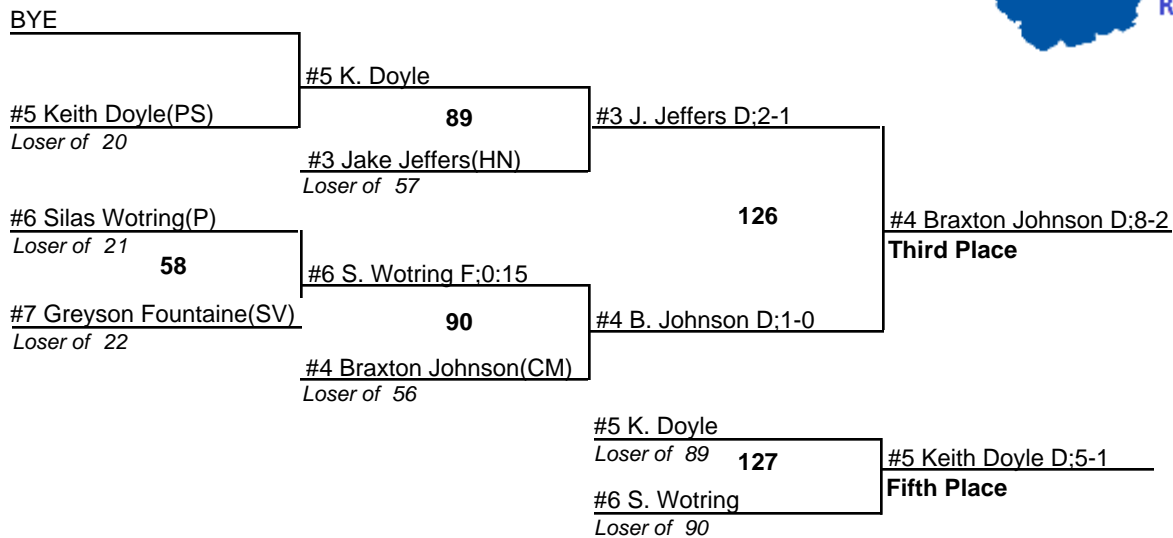 BYE
R
#5 K. Doyle
#5 Keith Doyle(PS)
Loser of 20
89
#3 J. Jeffers D;2-1
#3 Jake Jeffers(HN)
Loser of 57
#6 Silas Wotring(P)
Loser of 21
58
126
#4 Braxton Johnson D;8-2
Third Place
#6 S. Wotring F;0:15
#7 Greyson Fountaine(SV)
Loser of 22
90
#4 B. Johnson D;1-0
#4 Braxton Johnson(CM)
Loser of 56
#5 K. Doyle
Loser of 89
127
#5 Keith Doyle D;5-1
Fifth Place
#6 S. Wotring
Loser of 90